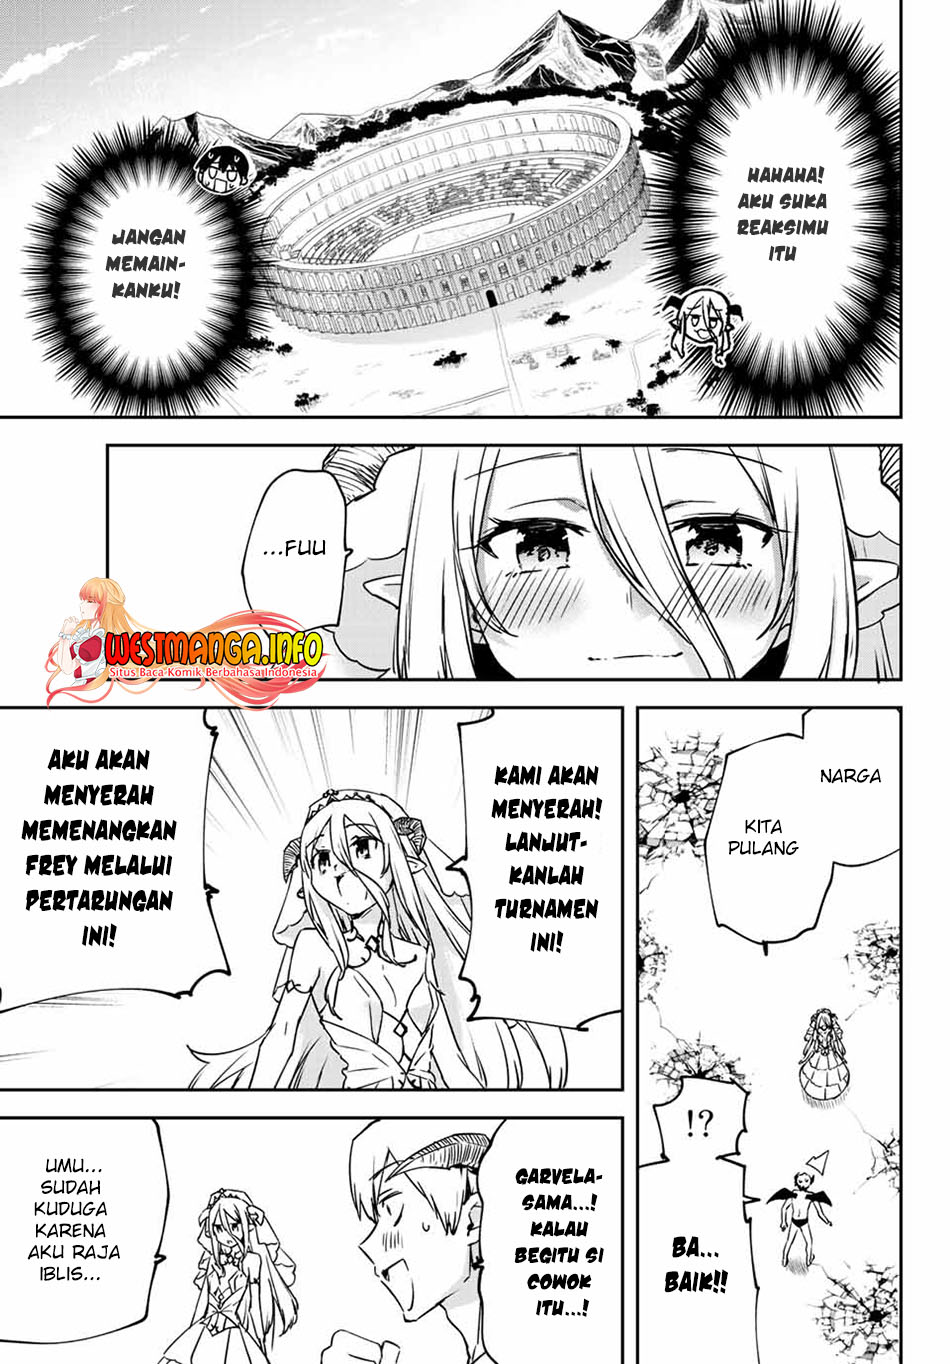 HAHAHA!
AKU SUKA
REAKSIMU
ITU
JANGAN
MEMAIN-
KANKU!
...FUU
WESTMANGA.INFO
Situs Baca Komik Berbahasa Indonesia
NARGA
KITA
PULANG
!?
BA...
BAIK!!
KAMI AKAN
MENYERAH!
LANJUT-
KANLAH
TURNAMEN
INI!
AKU AKAN
MENYERAH
MEMENANGKAN
FREY MELALUI
PERTARUNGAN
INI!
GARVELA-
SAMA...!
KALAU
BEGITU SI
COWOK
ITU...!
UMU...
SUDAH
KUDUGA
KARENA
AKU RAJA
IBLIS...